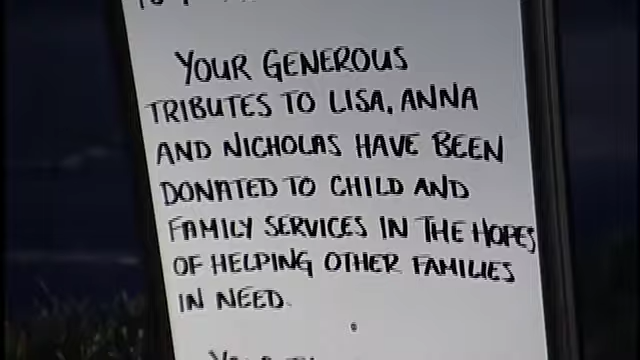 YOUR GENEROUS
TRIBUTES TO LISA, ANNA
AND NICHOLAS HAVE BEEN
DONATED TO CHILD AND
FAMILY SERVICES IN THE HOPES
OF HELPING OTHER FAMILIES
IN NEED.